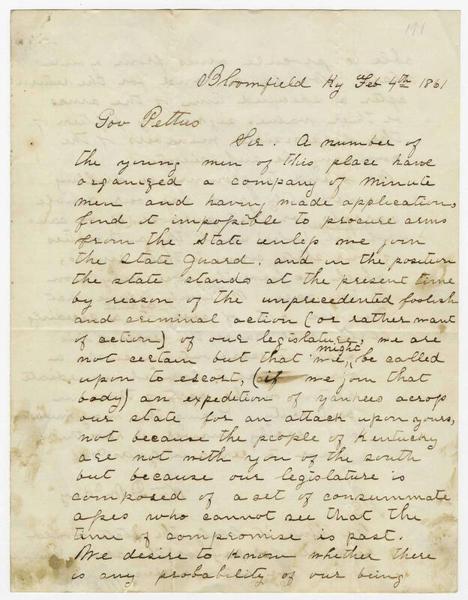 191
Bloomfield Ky Feb 4th 1861
Gov Pettus
Sir. A number of
the young men of this place have
organized a company of minute
men and having made application,
find it impossible to procure arms
from the State unless we join
the State Guard. and in the position
the state stands at the present time
by reason of the unprecedented foolish
and criminal action (or rather want
of action) of our legislature, we are
not certain but that we might be called
upon to escort, (if we join that
body) an expedition of yankees across
our state for an attack upon yours,
not because the people of Kentucky
are not with you of the south
but because our legislature is
composed of a set of consummate
asses who cannot see that the
time of compromise is past.
We desire to know whether there
is any probability of our being